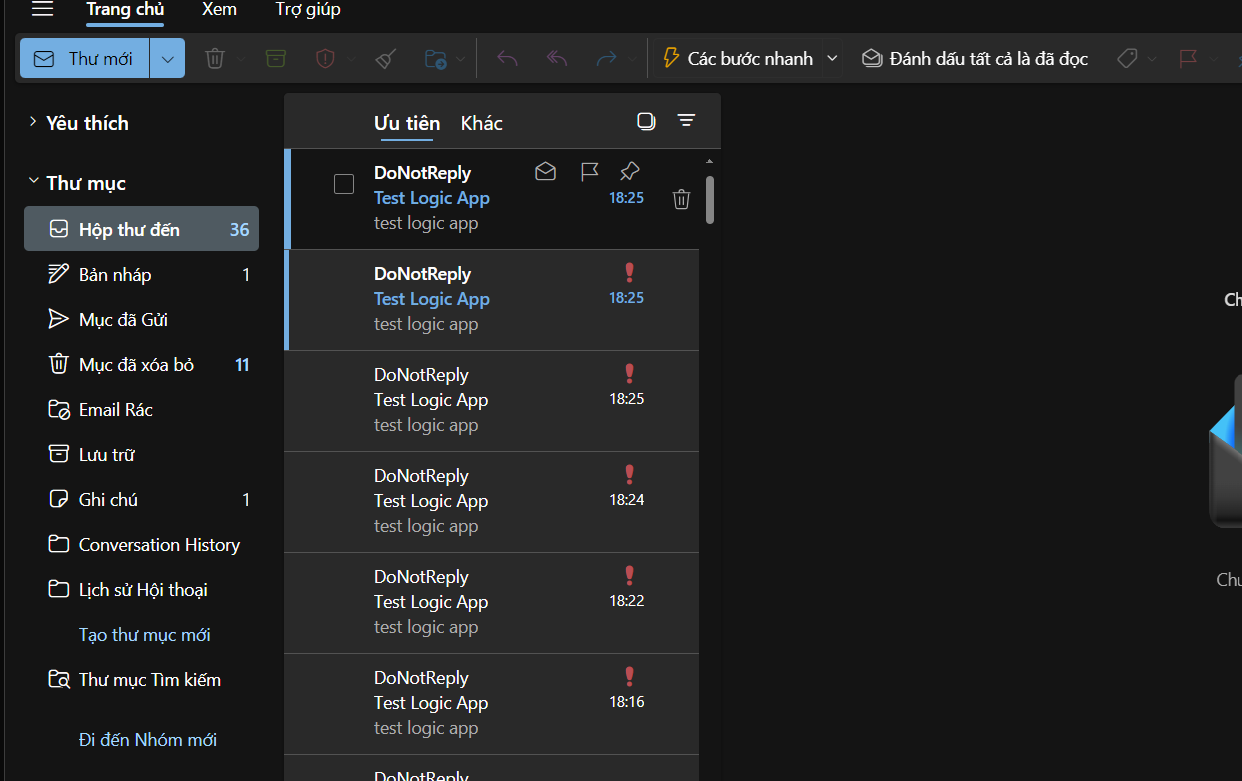 Trang chủ Xem Trợ giúp
Thư mới Các bước nhanh Đánh dấu tất cả là đã đọc
Yêu thích
Thư mục
Hộp thư đến 36
Bản nháp 1
Mục đã Gửi
Mục đã xóa bỏ 11
Email Rác
Lưu trữ
Ghi chú 1
Conversation History
Lịch sử Hội thoại
Tạo thư mục mới
Thư mục Tìm kiếm
Đi đến Nhóm mới
Ưu tiên Khác
DoNotReply
Test Logic App 18:25
test logic app
DoNotReply
Test Logic App 18:25
test logic app
DoNotReply
Test Logic App 18:25
test logic app
DoNotReply
Test Logic App 18:24
test logic app
DoNotReply
Test Logic App 18:22
test logic app
DoNotReply
Test Logic App 18:16
test logic app
DoNotReply